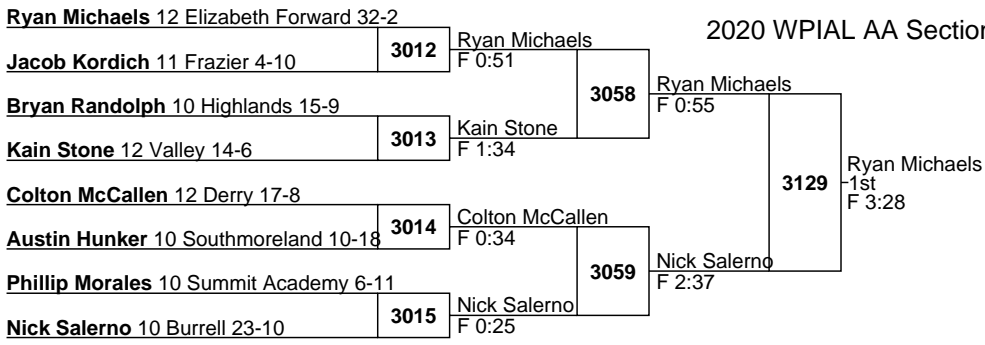 Ryan Michaels 12 Elizabeth Forward 32-2
2020 WPIAL AA Section
3012
Ryan Michaels
F 0:51
Jacob Kordich 11 Frazier 4-10
3058
Ryan Michaels
F 0:55
Bryan Randolph 10 Highlands 15-9
3013
Kain Stone
F 1:34
Kain Stone 12 Valley 14-6
3129
Ryan Michaels
1st
F 3:28
Colton McCallen 12 Derry 17-8
3014
Colton McCallen
F 0:34
Austin Hunker 10 Southmoreland 10-18
3059
Nick Salerno
F 2:37
Phillip Morales 10 Summit Academy 6-11
3015
Nick Salerno
F 0:25
Nick Salerno 10 Burrell 23-10